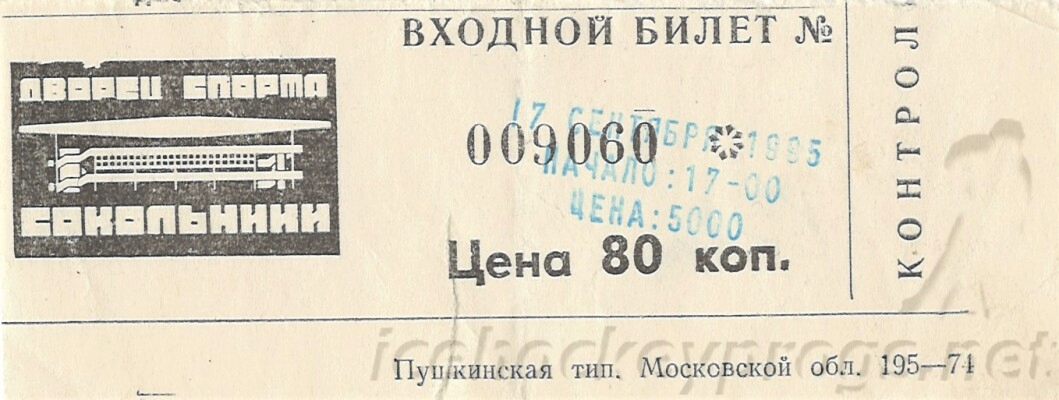 ВХОДНОЙ БИЛЕТ №
ДВОРЕЦ СПОРТА
СОКОЛЬНИКИ
009060
17 СЕНТЯБРЯ 1995
НАЧАЛО:17-00
ЦЕНА:5000
Цена 80 коп.
КОНТРОЛ
Пушкинская тип. Московской обл. 195—74
icehockeyprogs.net